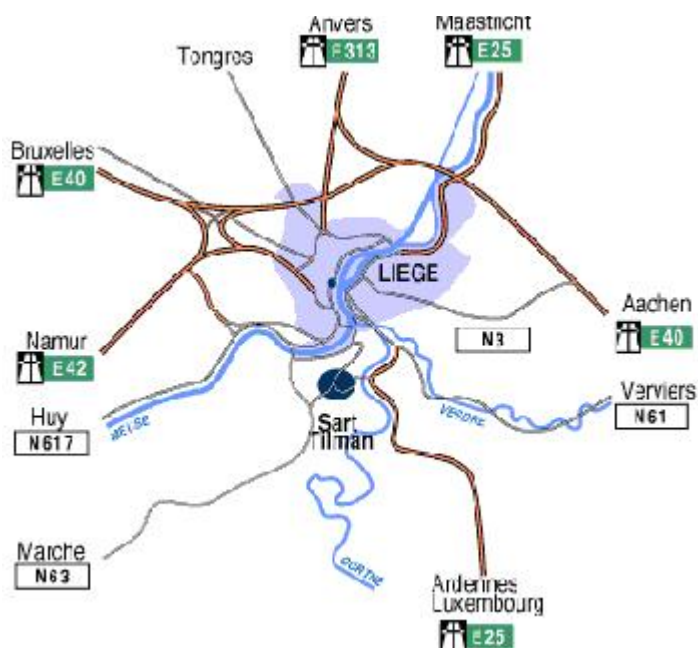 Anvers
E313
Maastricht
E25
Tongres
Bruxelles
E40
LIEGE
Aachen
E40
N3
Namur
E42
Verviers
N61
Huy
N617
MEUSE
VESDRE
Sart
Tilman
Marche
N63
OURTHE
Ardennes
Luxembourg
E25